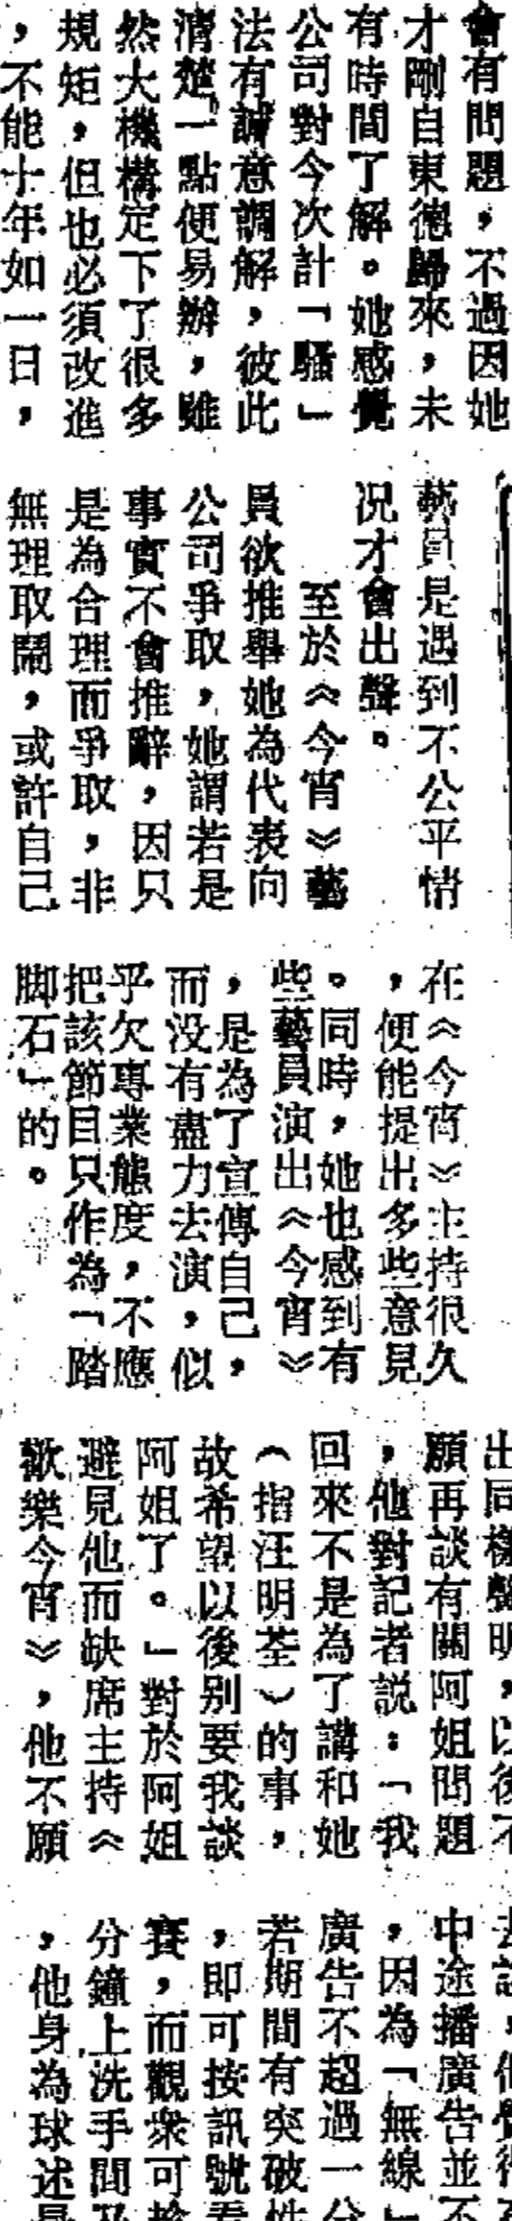 會有問題，不過因她
才剛自東德歸來，未
有時間了解。她感覺
公司對今次計「騷」
法有誠意調解，彼此
清楚一點便易辦，雖
然大機構定下了很多
規矩，但也必須改進
，不能十年如一日，
藝員是遇到不公平情
況才會出聲。
至於《今宵》藝
員欲推舉她為代表向
公司爭取，她謂若是
事實不會推辭，因只
是為合理而爭取，非
無理取鬧，或許自己
在《今宵》主持很久
，便能提出多些意見
。同時，她也感到有
些藝員演出《今宵》
，是為了宣傳自己，
而没有盡力去演，似
乎欠專業態度，不應
把該節目只作為「踏
脚石」的。
出同樣聲明，以後不
願再談有關阿姐問題
，他對記者說：「我
回來不是為了講和她
（指汪明荃）的事，
故希望以後別要我談
阿姐了。」對於阿姐
避見他而缺席主持《
歡樂今宵》，他不願
中途播廣告並不
，因為「無線」
廣告不超過一分
若期間有突破性
，即可按訊號看
賽，而觀衆可趁
分鐘上洗手間及
，他身為球述員